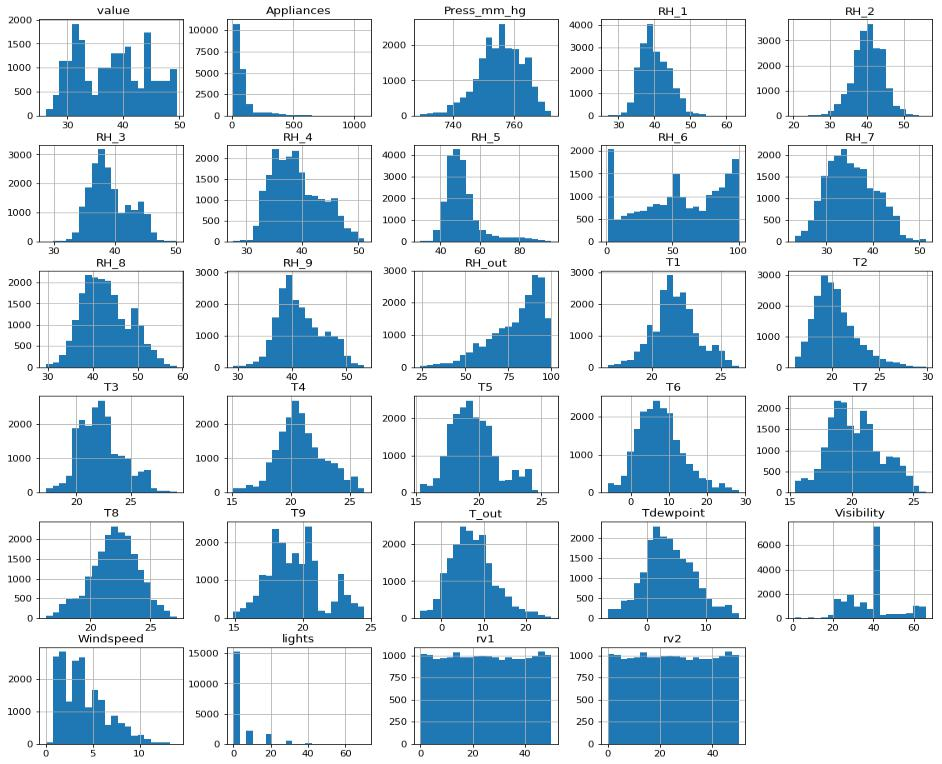 value Appliances Press_mm_hg RH_1 RH_2
2000 1500 1000 500 0 10000 7500 5000 2500 0 2000 1000 0 4000 3000 2000 1000 0 3000 2000 1000 0
30 40 50 0 500 1000 740 760 30 40 50 60 20 30 40 50
RH_3 RH_4 RH_5 RH_6 RH_7
3000 2000 1000 0 2000 1500 1000 500 0 4000 3000 2000 1000 0 2000 1500 1000 500 0 2000 1500 1000 500 0
30 40 50 30 40 50 40 60 80 0 50 100 30 40 50
RH_8 RH_9 RH_out T1 T2
2000 1500 1000 500 0 3000 2000 1000 0 3000 2000 1000 0 3000 2000 1000 0 3000 2000 1000 0
30 40 50 60 30 40 50 25 50 75 100 20 25 20 25 30
T3 T4 T5 T6 T7
2000 1000 0 2000 1000 0 2000 1000 0 2000 1000 0 2000 1500 1000 500 0
20 25 15 20 25 15 20 25 0 10 20 30 15 20 25
T8 T9 T_out Tdewpoint Visibility
2000 1500 1000 500 0 2000 1000 0 2000 1000 0 2000 1500 1000 500 0 6000 4000 2000 0
20 25 15 20 25 0 10 20 0 10 0 20 40 60
Windspeed lights rv1 rv2
2000 1000 0 15000 10000 5000 0 1000 750 500 250 0 1000 750 500 250 0
0 5 10 0 20 40 60 0 20 40 0 20 40